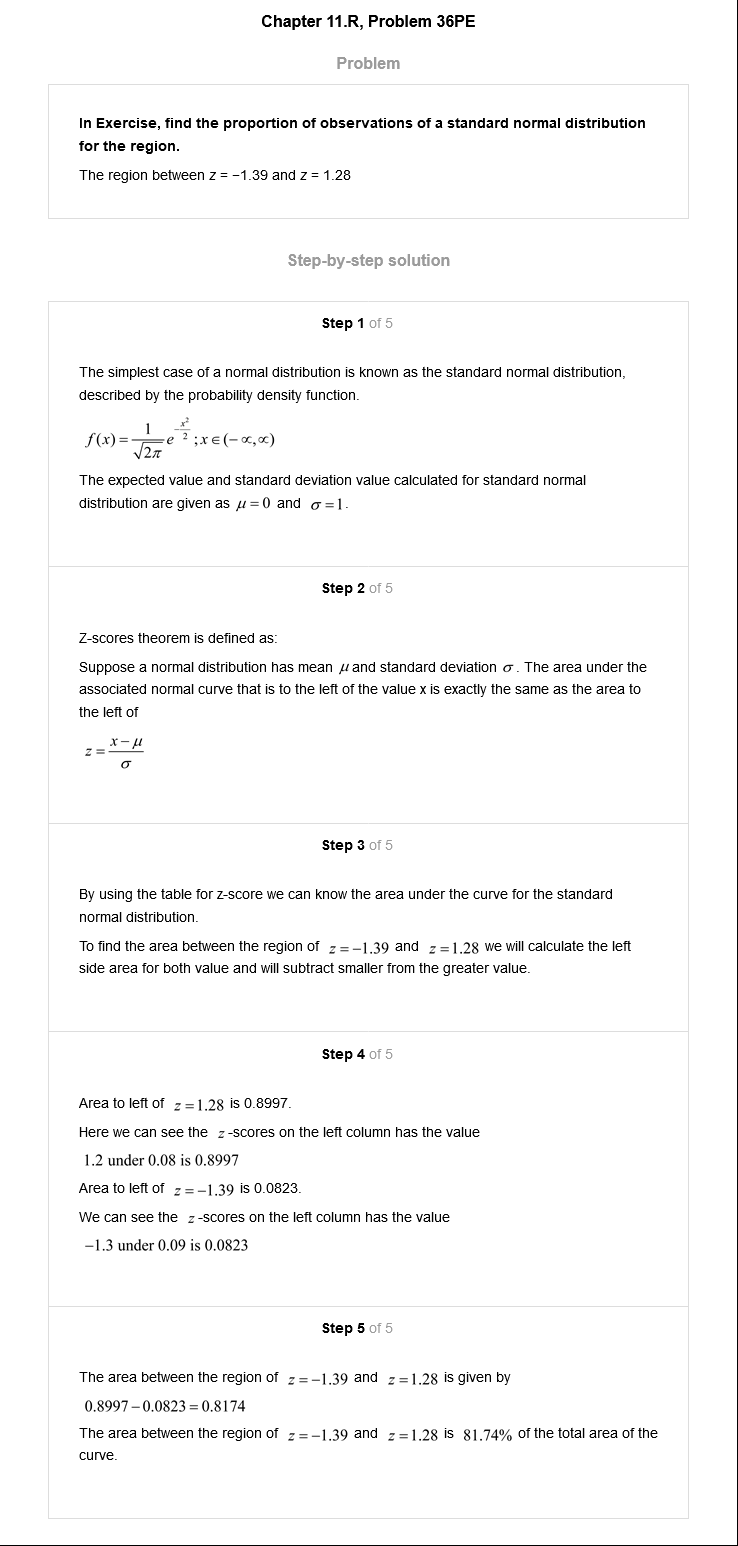 Chapter 11.R, Problem 36PE
Problem
In Exercise, find the proportion of observations of a standard normal distribution
for the region.
The region between z = −1.39 and z = 1.28
Step-by-step solution
Step 1 of 5
The simplest case of a normal distribution is known as the standard normal distribution,
described by the probability density function.
f(x) = \frac{1}{\sqrt{2π}} e^{-\frac{x^2}{2}} ; x ∈ (−∝, ∝)
The expected value and standard deviation value calculated for standard normal
distribution are given as μ = 0 and σ = 1.
Step 2 of 5
Z-scores theorem is defined as:
Suppose a normal distribution has mean μ and standard deviation σ. The area under the
associated normal curve that is to the left of the value x is exactly the same as the area to
the left of
z = \frac{x − μ}{σ}
Step 3 of 5
By using the table for z-score we can know the area under the curve for the standard
normal distribution.
To find the area between the region of z = −1.39 and z = 1.28 we will calculate the left
side area for both value and will subtract smaller from the greater value.
Step 4 of 5
Area to left of z = 1.28 is 0.8997.
Here we can see the z-scores on the left column has the value
1.2 under 0.08 is 0.8997
Area to left of z = −1.39 is 0.0823.
We can see the z-scores on the left column has the value
−1.3 under 0.09 is 0.0823
Step 5 of 5
The area between the region of z = −1.39 and z = 1.28 is given by
0.8997 − 0.0823 = 0.8174
The area between the region of z = −1.39 and z = 1.28 is 81.74% of the total area of the
curve.